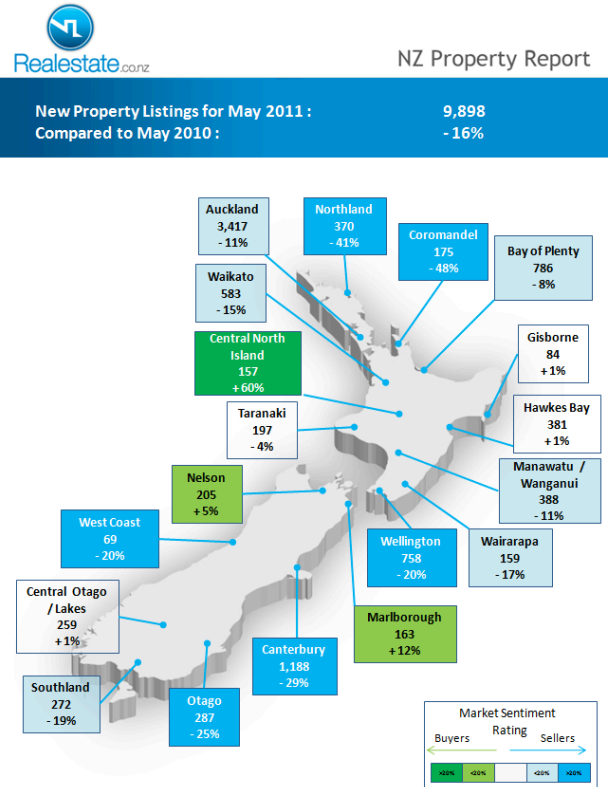 Realestate.co.nz
NZ Property Report
New Property Listings for May 2011 : 9,898
Compared to May 2010 : - 16%
Auckland
3,417
- 11%
Northland
370
- 41%
Coromandel
175
- 48%
Bay of Plenty
786
- 8%
Waikato
583
- 15%
Central North
Island
157
+ 60%
Gisborne
84
+ 1%
Taranaki
197
- 4%
Hawkes Bay
381
+ 1%
Manawatu /
Wanganui
388
- 11%
Nelson
205
+ 5%
West Coast
69
- 20%
Wellington
758
- 20%
Wairarapa
159
- 17%
Central Otago
/ Lakes
259
+ 1%
Marlborough
163
+ 12%
Canterbury
1,188
- 29%
Southland
272
- 19%
Otago
287
- 25%
Market Sentiment
Rating
Buyers Sellers
>20% <20% <20% >20%